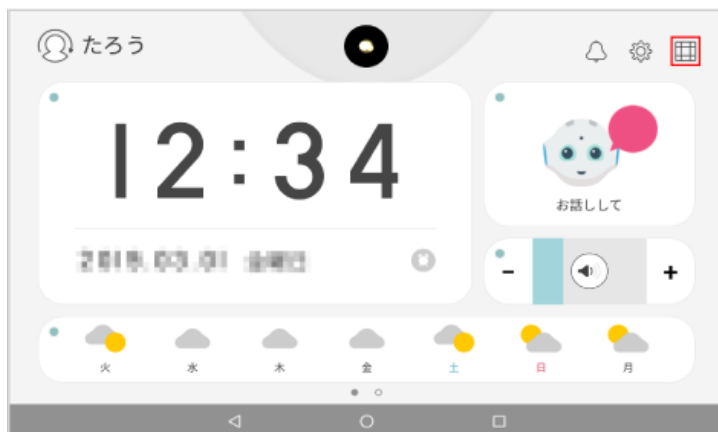 たろう
12:34
お話しして
- +
火 水 木 金 土 日 月